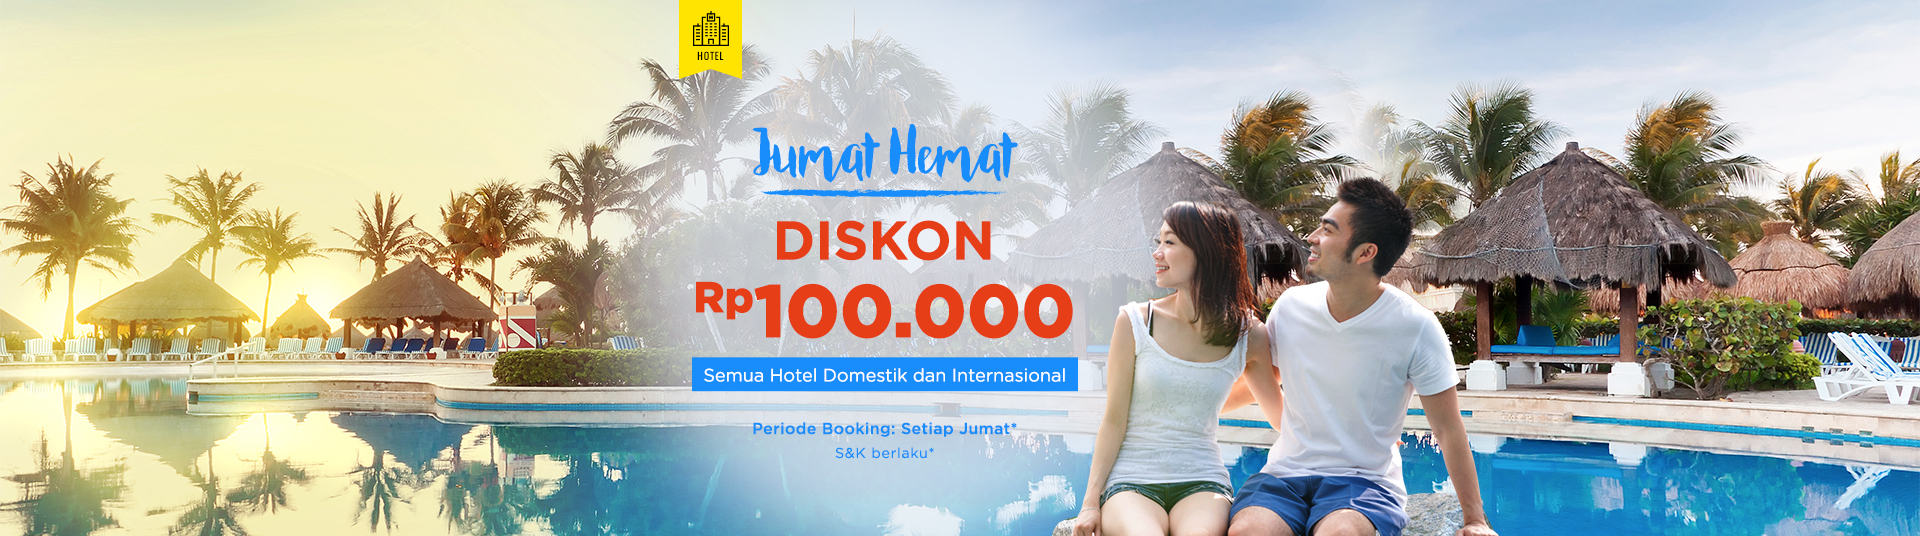 HOTEL
Jumat Hemat
DISKON
Rp100.000
Semua Hotel Domestik dan Internasional
Periode Booking: Setiap Jumat*
S&K berlaku*